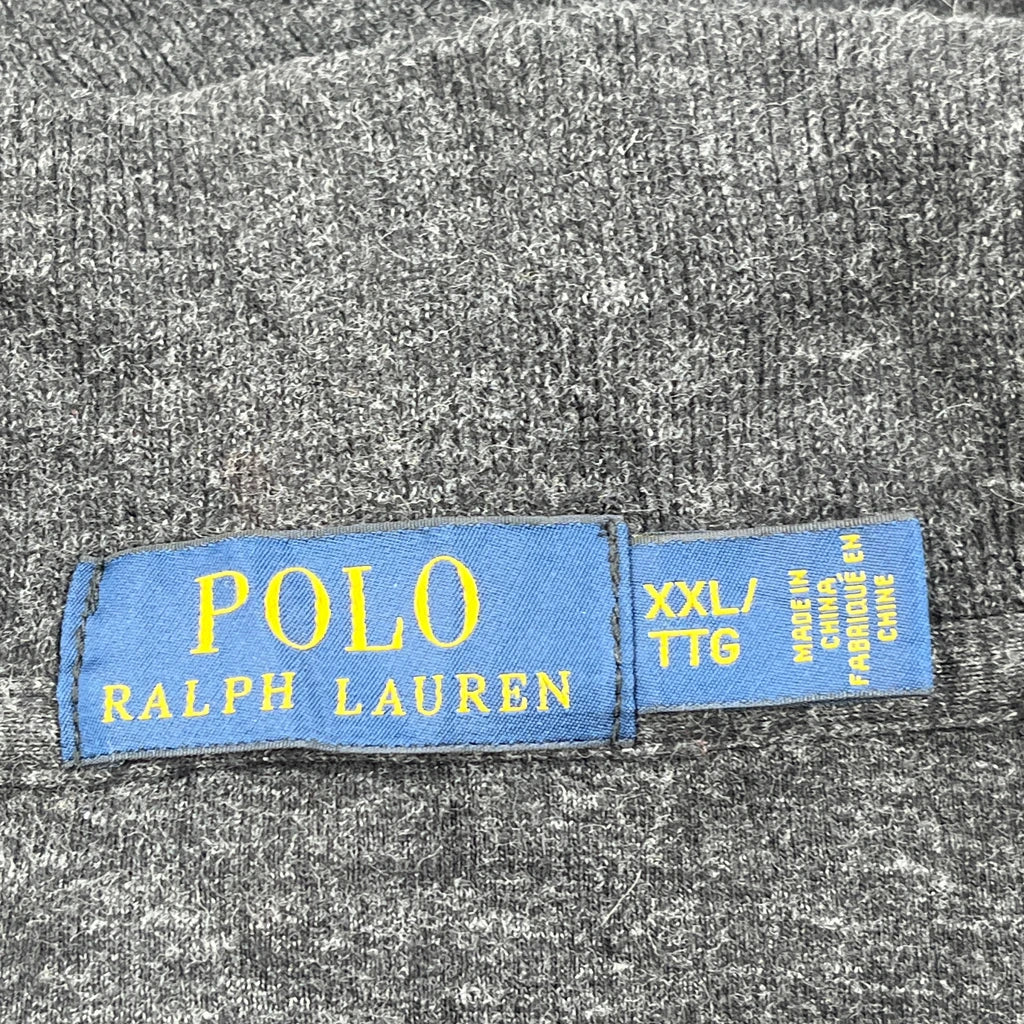 POLO
RALPH LAUREN
XXL/
TTG
MADE IN
CHINA
FABRIQUÉ EN
CHINE